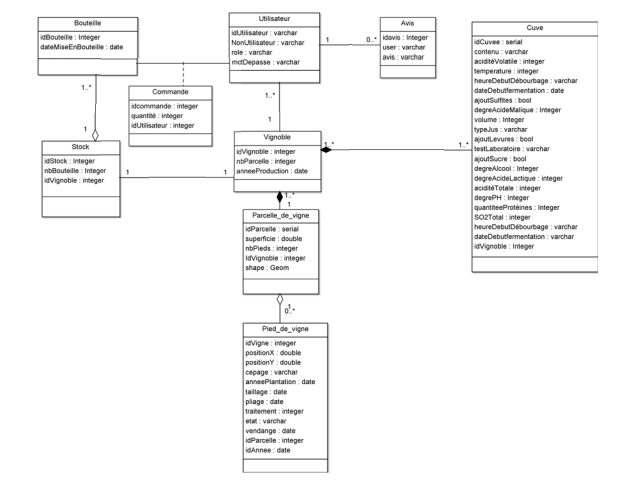 Bouteille
idBouteille : Integer
dateMiseEnBouteille : date
Utilisateur
idUtilisateur : varchar
NonUtilisateur : varchar
role : varchar
motDepasse : varchar
Avis
idavis : Integer
user : varchar
avis : varchar
1
0..*
Cuve
idCuvee : serial
contenu : varchar
aciditéVolatile : integer
temperature : integer
heureDebutDébourbage : varchar
dateDebutfermentation : date
ajoutSulfites : bool
degreAcideMalique : Integer
volume : Integer
typeJus : varchar
ajoutLevures : bool
testLaboratoire : varchar
ajoutSucre : bool
degreAlcool : Integer
degreAcideLactique : integer
aciditéTotale : integer
degrePH : Integer
quantiteeProtéines : Integer
SO2Total : integer
heureDebutDébourbage : varchar
dateDebutfermentation : varchar
idVignoble : Integer
Commande
idcommande : integer
quantité : integer
idUtilisateur : integer
1..*
1
1..*
1
Stock
idStock : Integer
nbBouteille : Integer
idVignoble : integer
1
1
Vignoble
idVignoble : integer
nbParcelle : integer
anneeProduction : date
1..*
1..*
1..*
1
Parcelle_de_vigne
idParcelle : serial
superficie : double
nbPieds : integer
IdVignoble : integer
shape : Geom
1
0..*
Pied_de_vigne
idVigne : integer
positionX : double
positionY : double
cepage : varchar
anneePlantation : date
taillage : date
pliage : date
traitement : integer
etat : varchar
vendange : date
idParcelle : integer
idAnnee : date